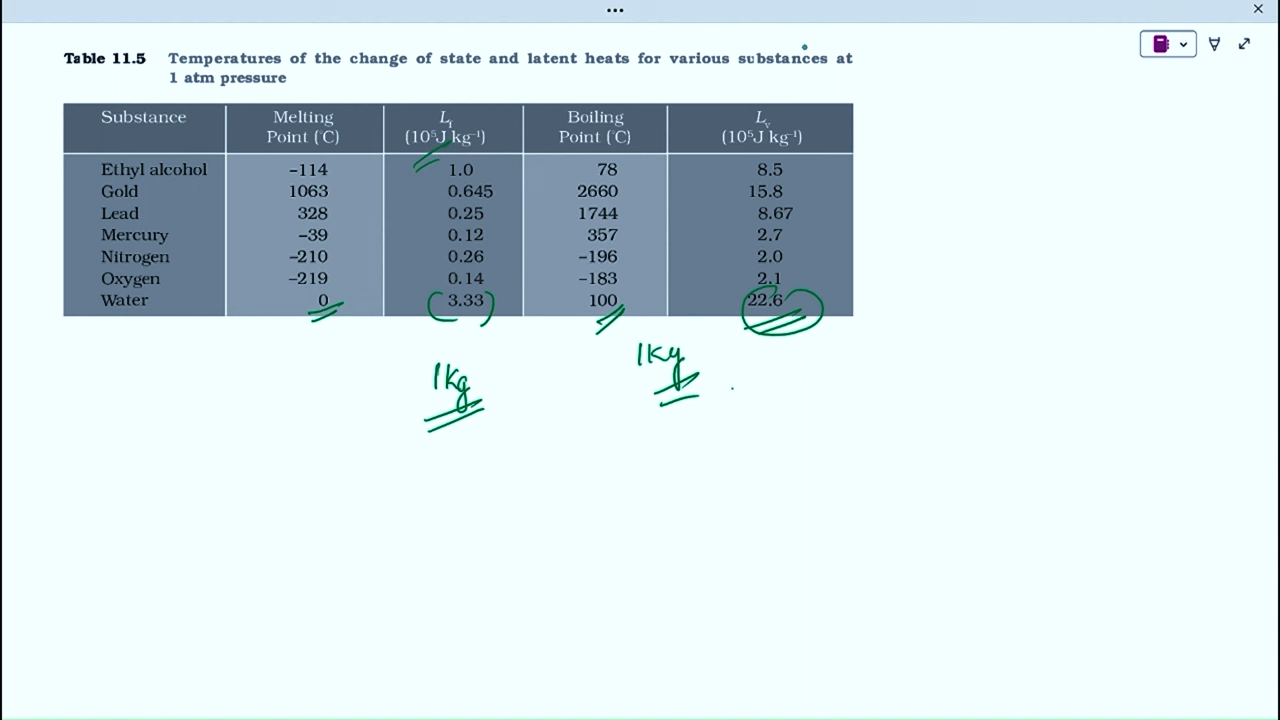 Table 11.5 Temperatures of the change of state and latent heats for various substances at
1 atm pressure
Substance Melting Point (°C) Lf (10⁵J kg⁻¹) Boiling Point (°C) Lv (10⁵J kg⁻¹)
Ethyl alcohol –114 1.0 78 8.5
Gold 1063 0.645 2660 15.8
Lead 328 0.25 1744 8.67
Mercury –39 0.12 357 2.7
Nitrogen –210 0.26 –196 2.0
Oxygen –219 0.14 –183 2.1
Water 0 3.33 100 22.6
1Kg
1Kg